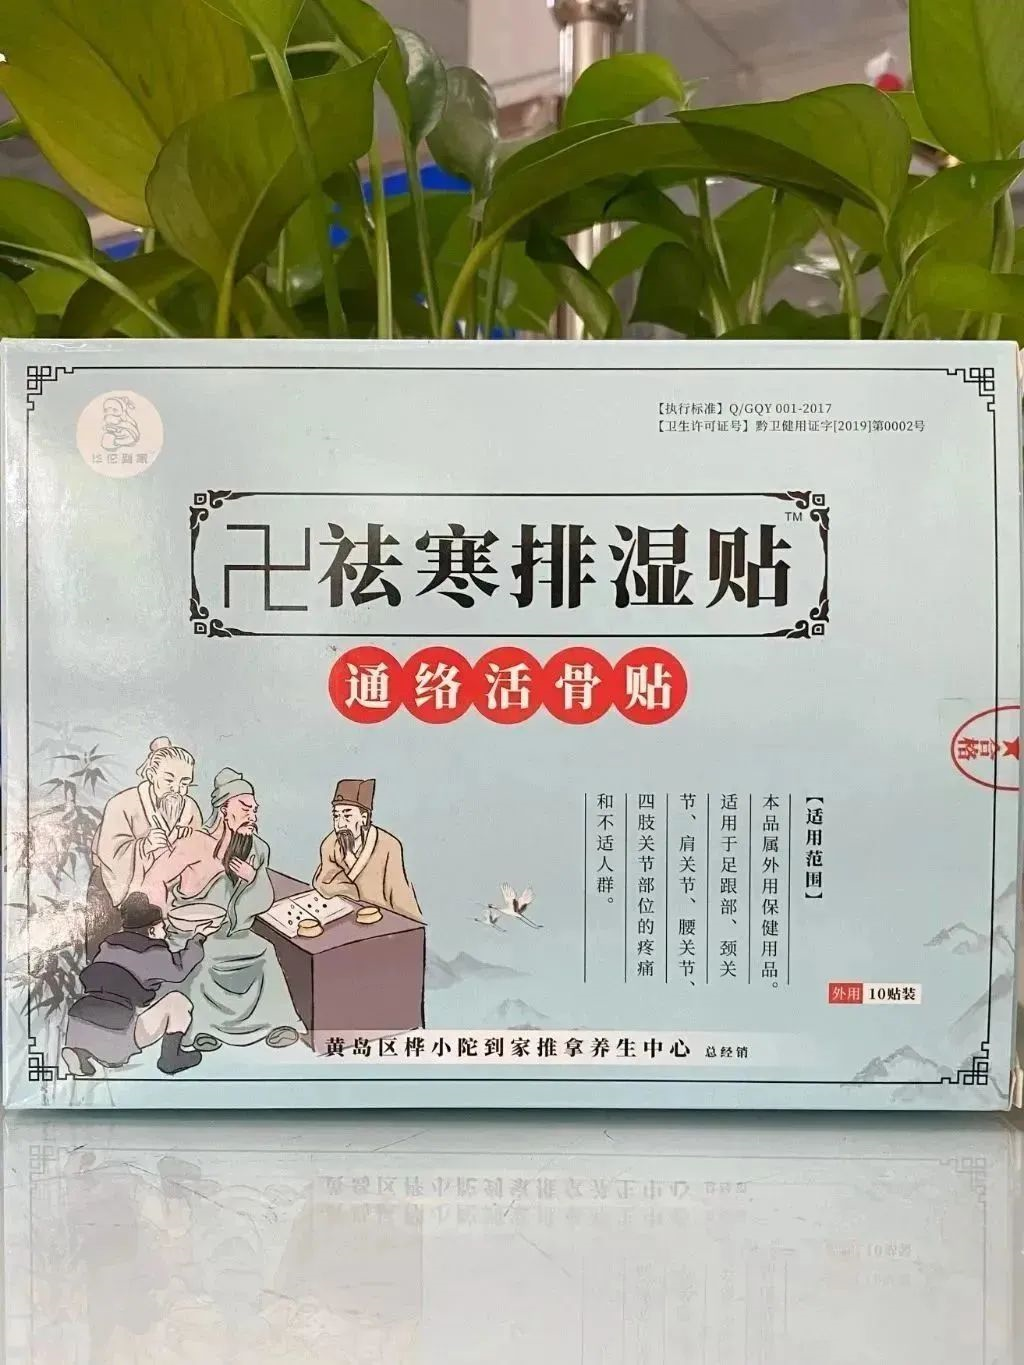 【执行标准】Q/GQY 001-2017
【卫生许可证号】黔卫健用证字[2019]第0002号
卍祛寒排湿贴™
通络活骨贴
【适用范围】
本品属外用保健用品。
适用于足跟部、颈关
节、肩关节、腰关节、
四肢关节部位的疼痛
和不适人群。
合格
外用 10贴装
黄岛区桦小陀到家推拿养生中心 总经销